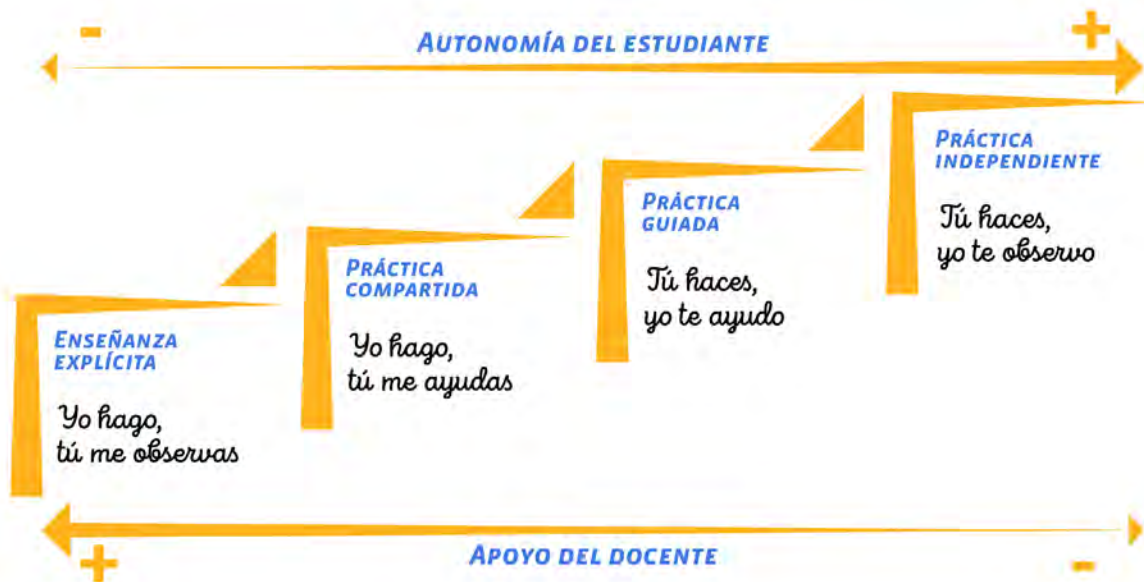 -
+
AUTONOMÍA DEL ESTUDIANTE
ENSEÑANZA
EXPLÍCITA
Yo hago,
tú me observas
PRÁCTICA
COMPARTIDA
Yo hago,
tú me ayudas
PRÁCTICA
GUIADA
Tú haces,
yo te ayudo
PRÁCTICA
INDEPENDIENTE
Tú haces,
yo te observo
+
APOYO DEL DOCENTE
-